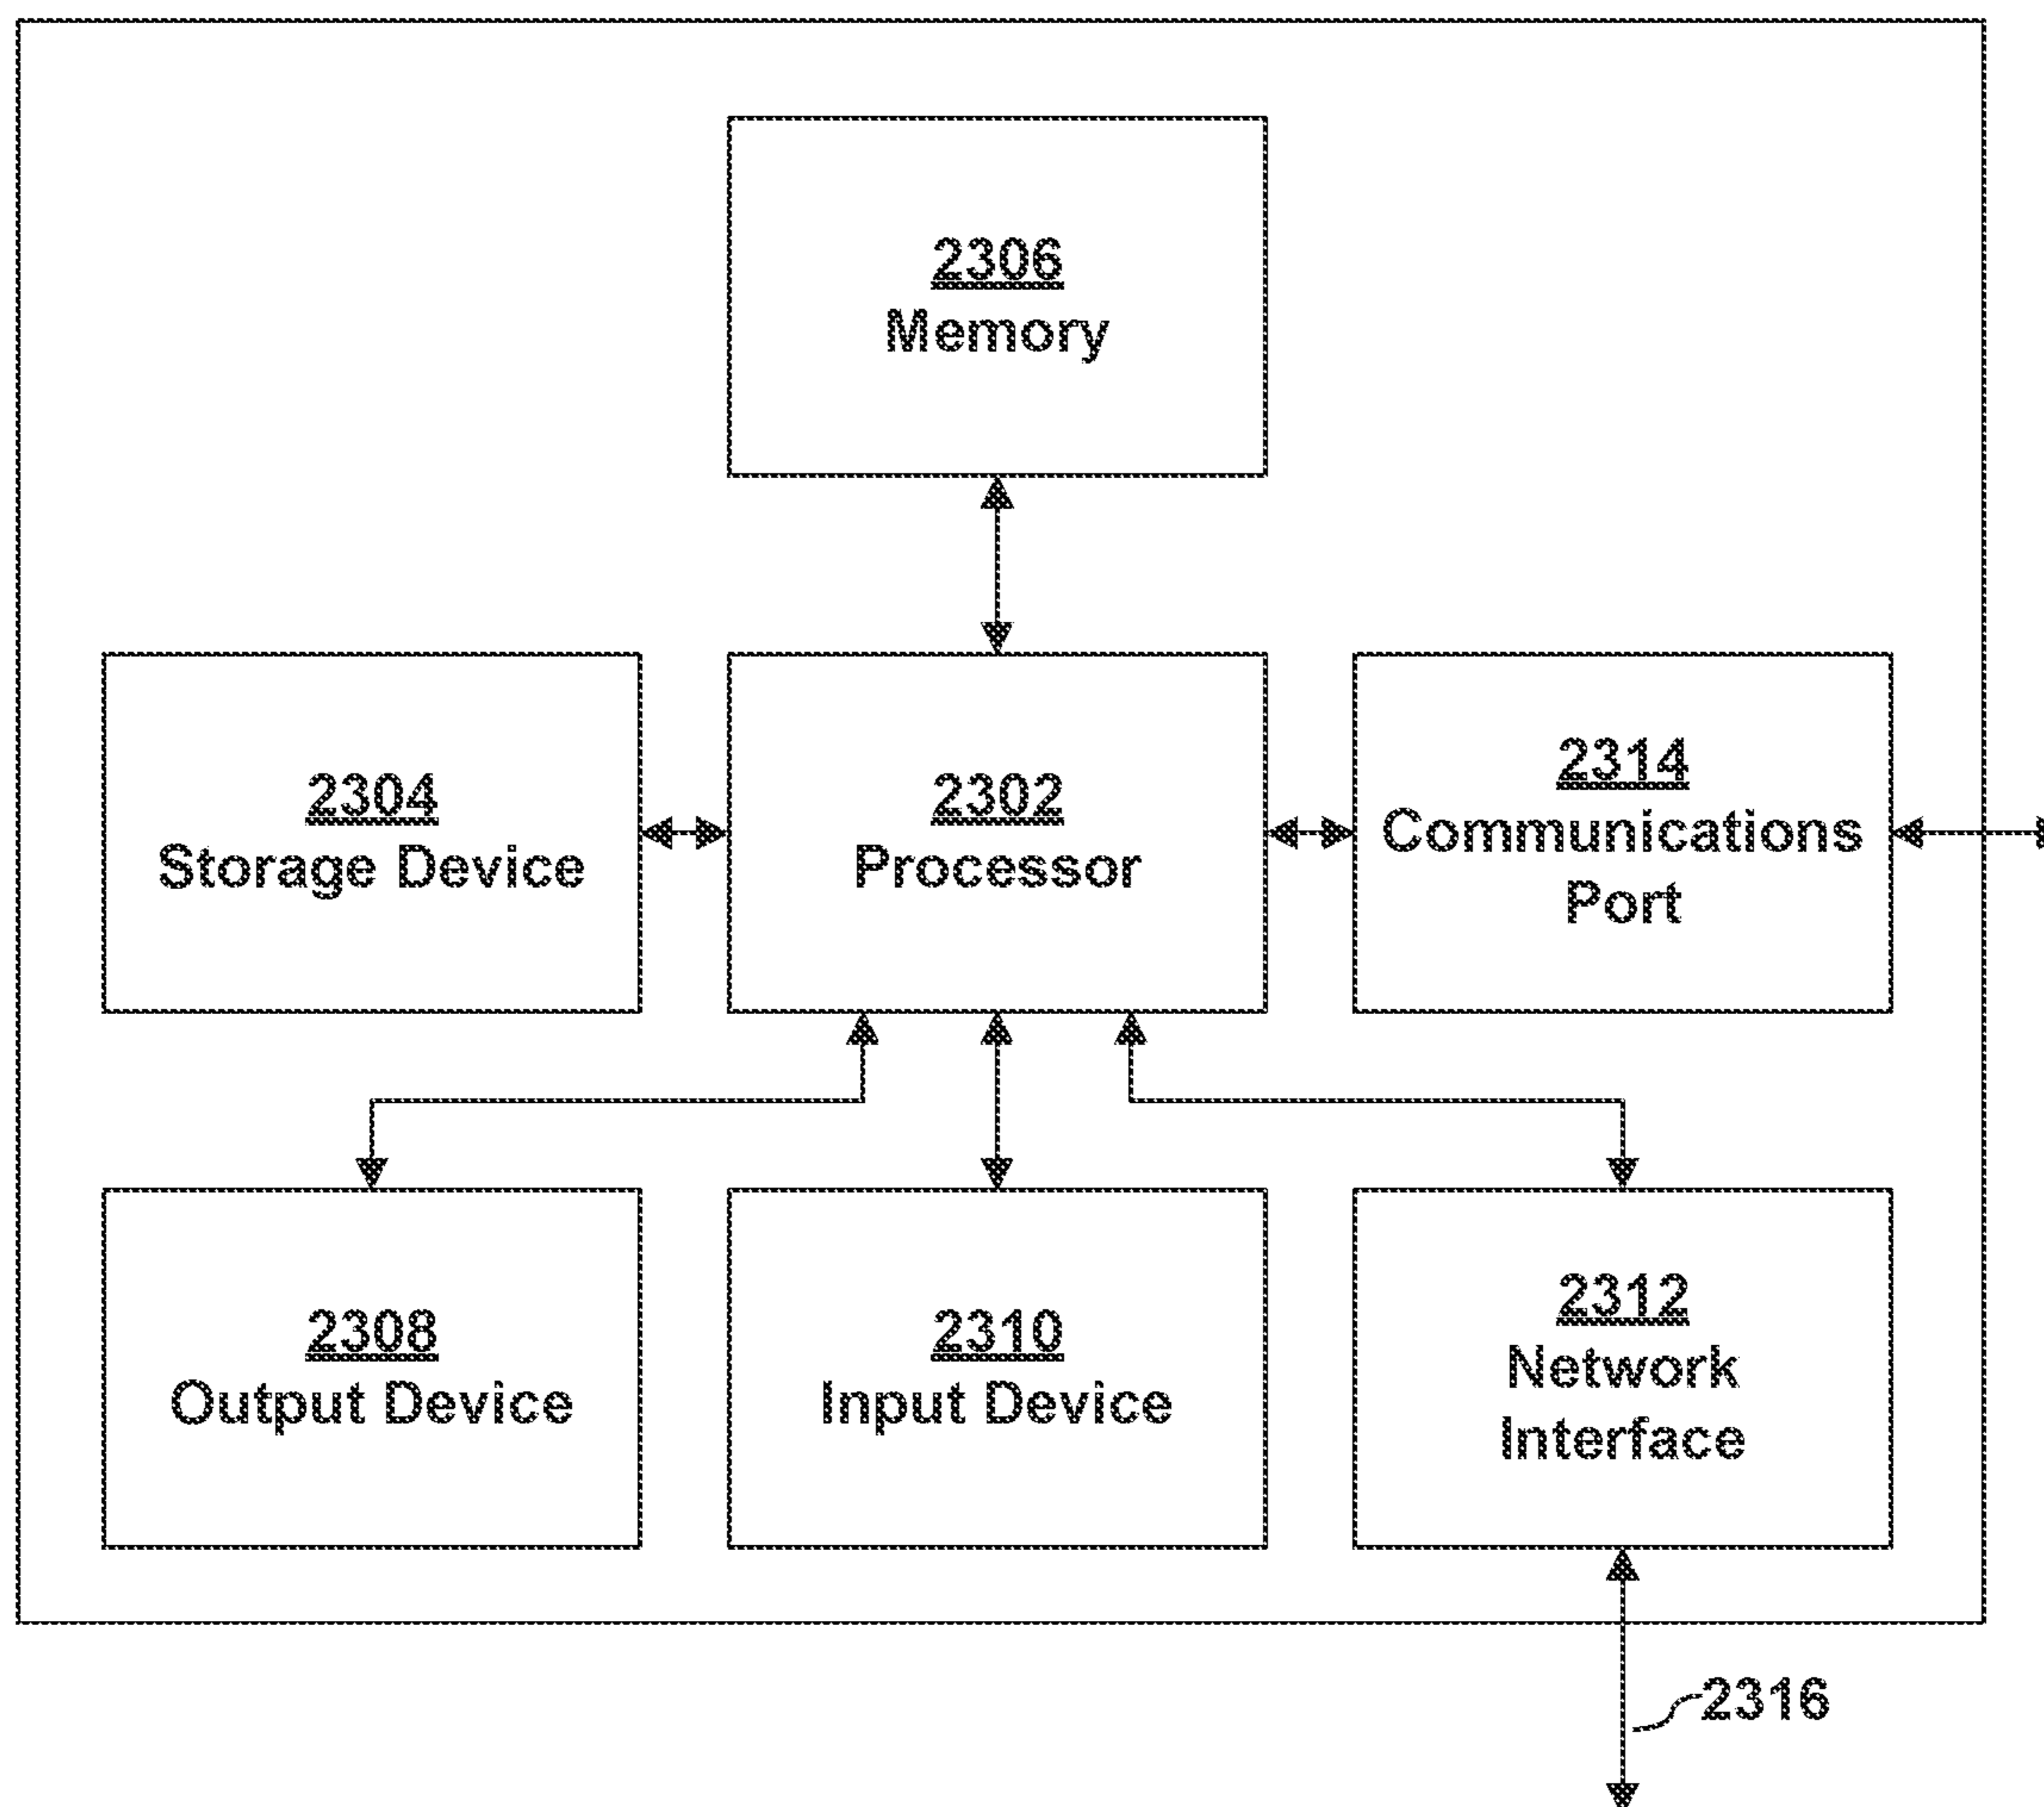 2306
Memory
2304
Storage Device
2302
Processor
2314
Communications
Port
2308
Output Device
2310
Input Device
2312
Network
Interface
2316